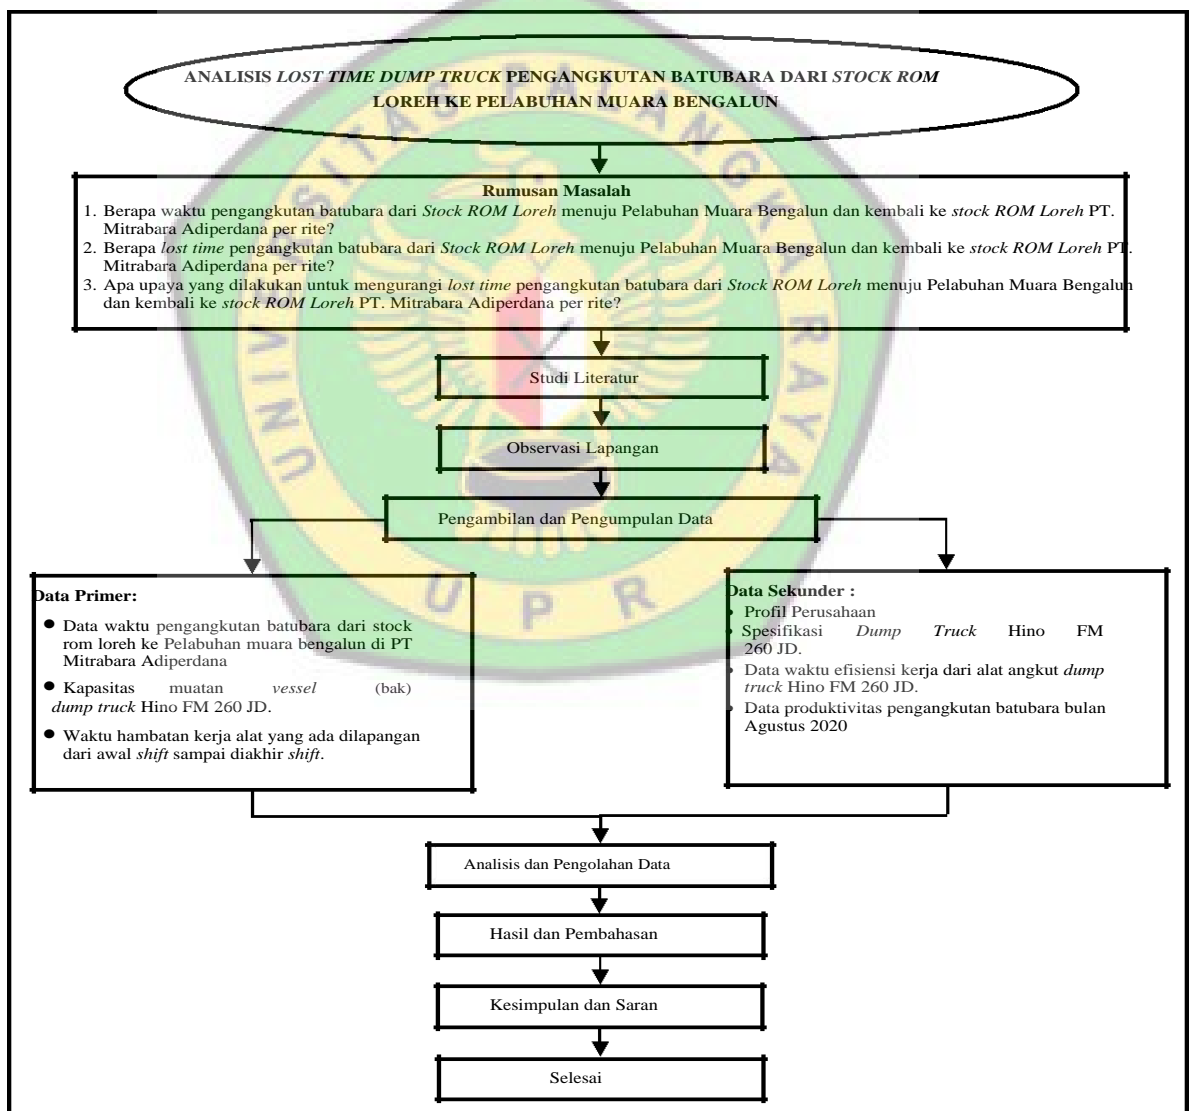 ANALISIS LOST TIME DUMP TRUCK PENGANGKUTAN BATUBARA DARI STOCK ROM
LOREH KE PELABUHAN MUARA BENGALUN
Rumusan Masalah
1. Berapa waktu pengangkutan batubara dari Stock ROM Loreh menuju Pelabuhan Muara Bengalun dan kembali ke stock ROM Loreh PT.
Mitrabara Adiperdana per rite?
2. Berapa lost time pengangkutan batubara dari Stock ROM Loreh menuju Pelabuhan Muara Bengalun dan kembali ke stock ROM Loreh PT.
Mitrabara Adiperdana per rite?
3. Apa upaya yang dilakukan untuk mengurangi lost time pengangkutan batubara dari Stock ROM Loreh menuju Pelabuhan Muara Bengalun
dan kembali ke stock ROM Loreh PT. Mitrabara Adiperdana per rite?
Studi Literatur
Observasi Lapangan
Pengambilan dan Pengumpulan Data
Data Primer:
● Data waktu pengangkutan batubara dari stock
rom loreh ke Pelabuhan muara bengalun di PT
Mitrabara Adiperdana
● Kapasitas muatan vessel (bak)
dump truck Hino FM 260 JD.
● Waktu hambatan kerja alat yang ada dilapangan
dari awal shift sampai diakhir shift.
Data Sekunder :
• Profil Perusahaan
• Spesifikasi Dump Truck Hino FM
260 JD.
• Data waktu efisiensi kerja dari alat angkut dump
truck Hino FM 260 JD.
• Data produktivitas pengangkutan batubara bulan
Agustus 2020
Analisis dan Pengolahan Data
Hasil dan Pembahasan
Kesimpulan dan Saran
Selesai
UNIVERSITAS PALANGKA RAYA
UPR